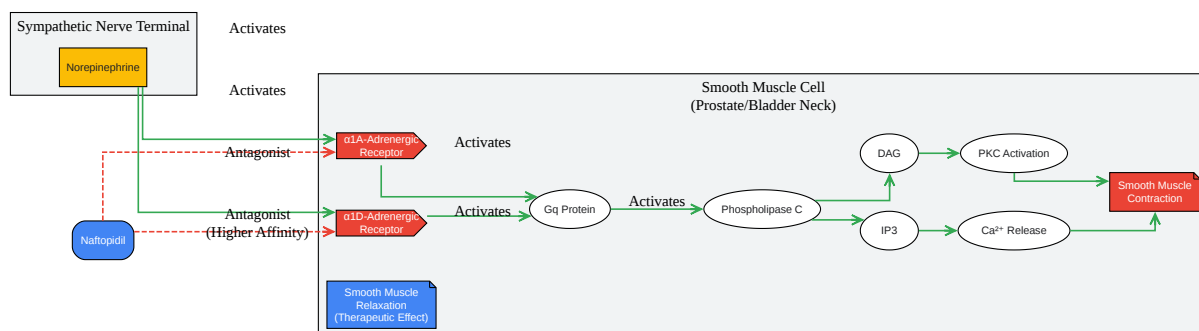 Sympathetic Nerve Terminal
Norepinephrine
Activates
Activates
Smooth Muscle Cell
(Prostate/Bladder Neck)
α1A-Adrenergic
Receptor
Activates
Antagonist
DAG
PKC Activation
Smooth Muscle
Contraction
Antagonist
(Higher Affinity)
α1D-Adrenergic
Receptor
Activates
Gq Protein
Activates
Phospholipase C
Naftopidil
IP3
Ca²⁺ Release
Smooth Muscle
Relaxation
(Therapeutic Effect)